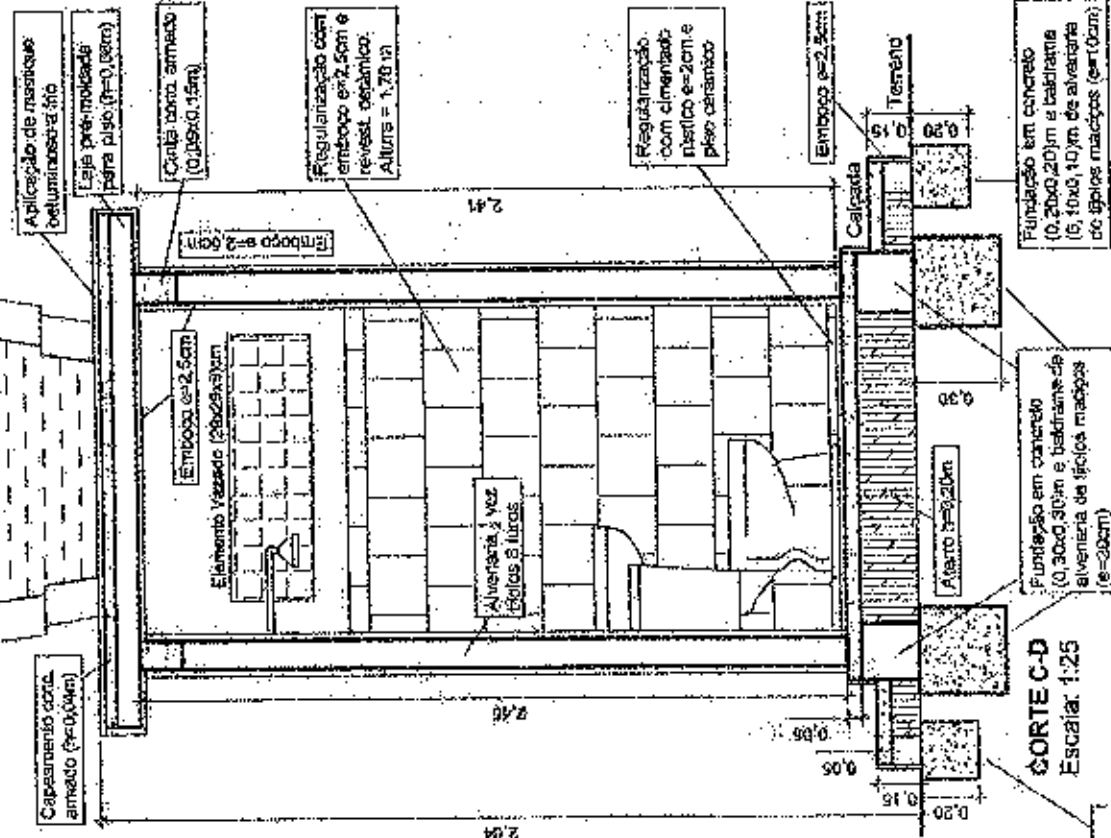 Aplicação de mastique
betuminoso a frio
Laje pré-moldada
para piso (h=0,08m)
Cinta conc. armado
(0,09x0,15m)
Regularização com
emboço e=2,5cm e
revest. cerâmico.
Altura = 1,70 m
Regularização
com cimentado
rústico e=2cm e
piso cerâmico
Emboço e=2,5cm
Fundação em concreto
(0,20x0,20)m e baldrame
(0,10x0,10)m de alvenaria
de tijolos maciços (e=10cm)
Emboço e=2,5cm
2,41
Calçada
Terreno
0,15
0,20
Emboço e=2,5cm
Elemento Vazado (29x29x9)cm
Alvenaria ½ vez
tijolos 8 furos
0,30
Aterro h=0,20m
Fundação em concreto
(0,30x0,30)m e baldrame de
alvenaria de tijolos maciços
(e=20cm)
Capeamento conc.
armado (h=0,04m)
0,05
0,05
0,15
0,20
CORTE C-D
Escala: 1:25